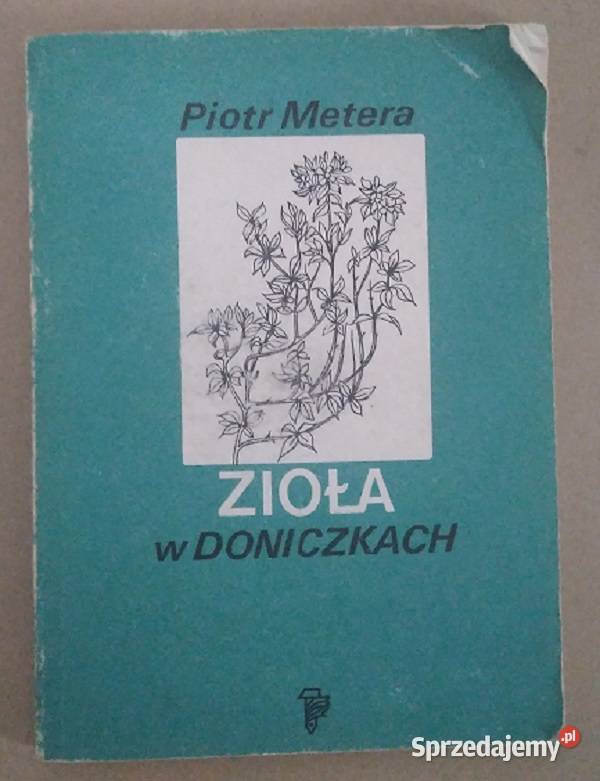 Piotr Metera
ZIOŁA
w DONICZKACH
Sprzedajemy.pl